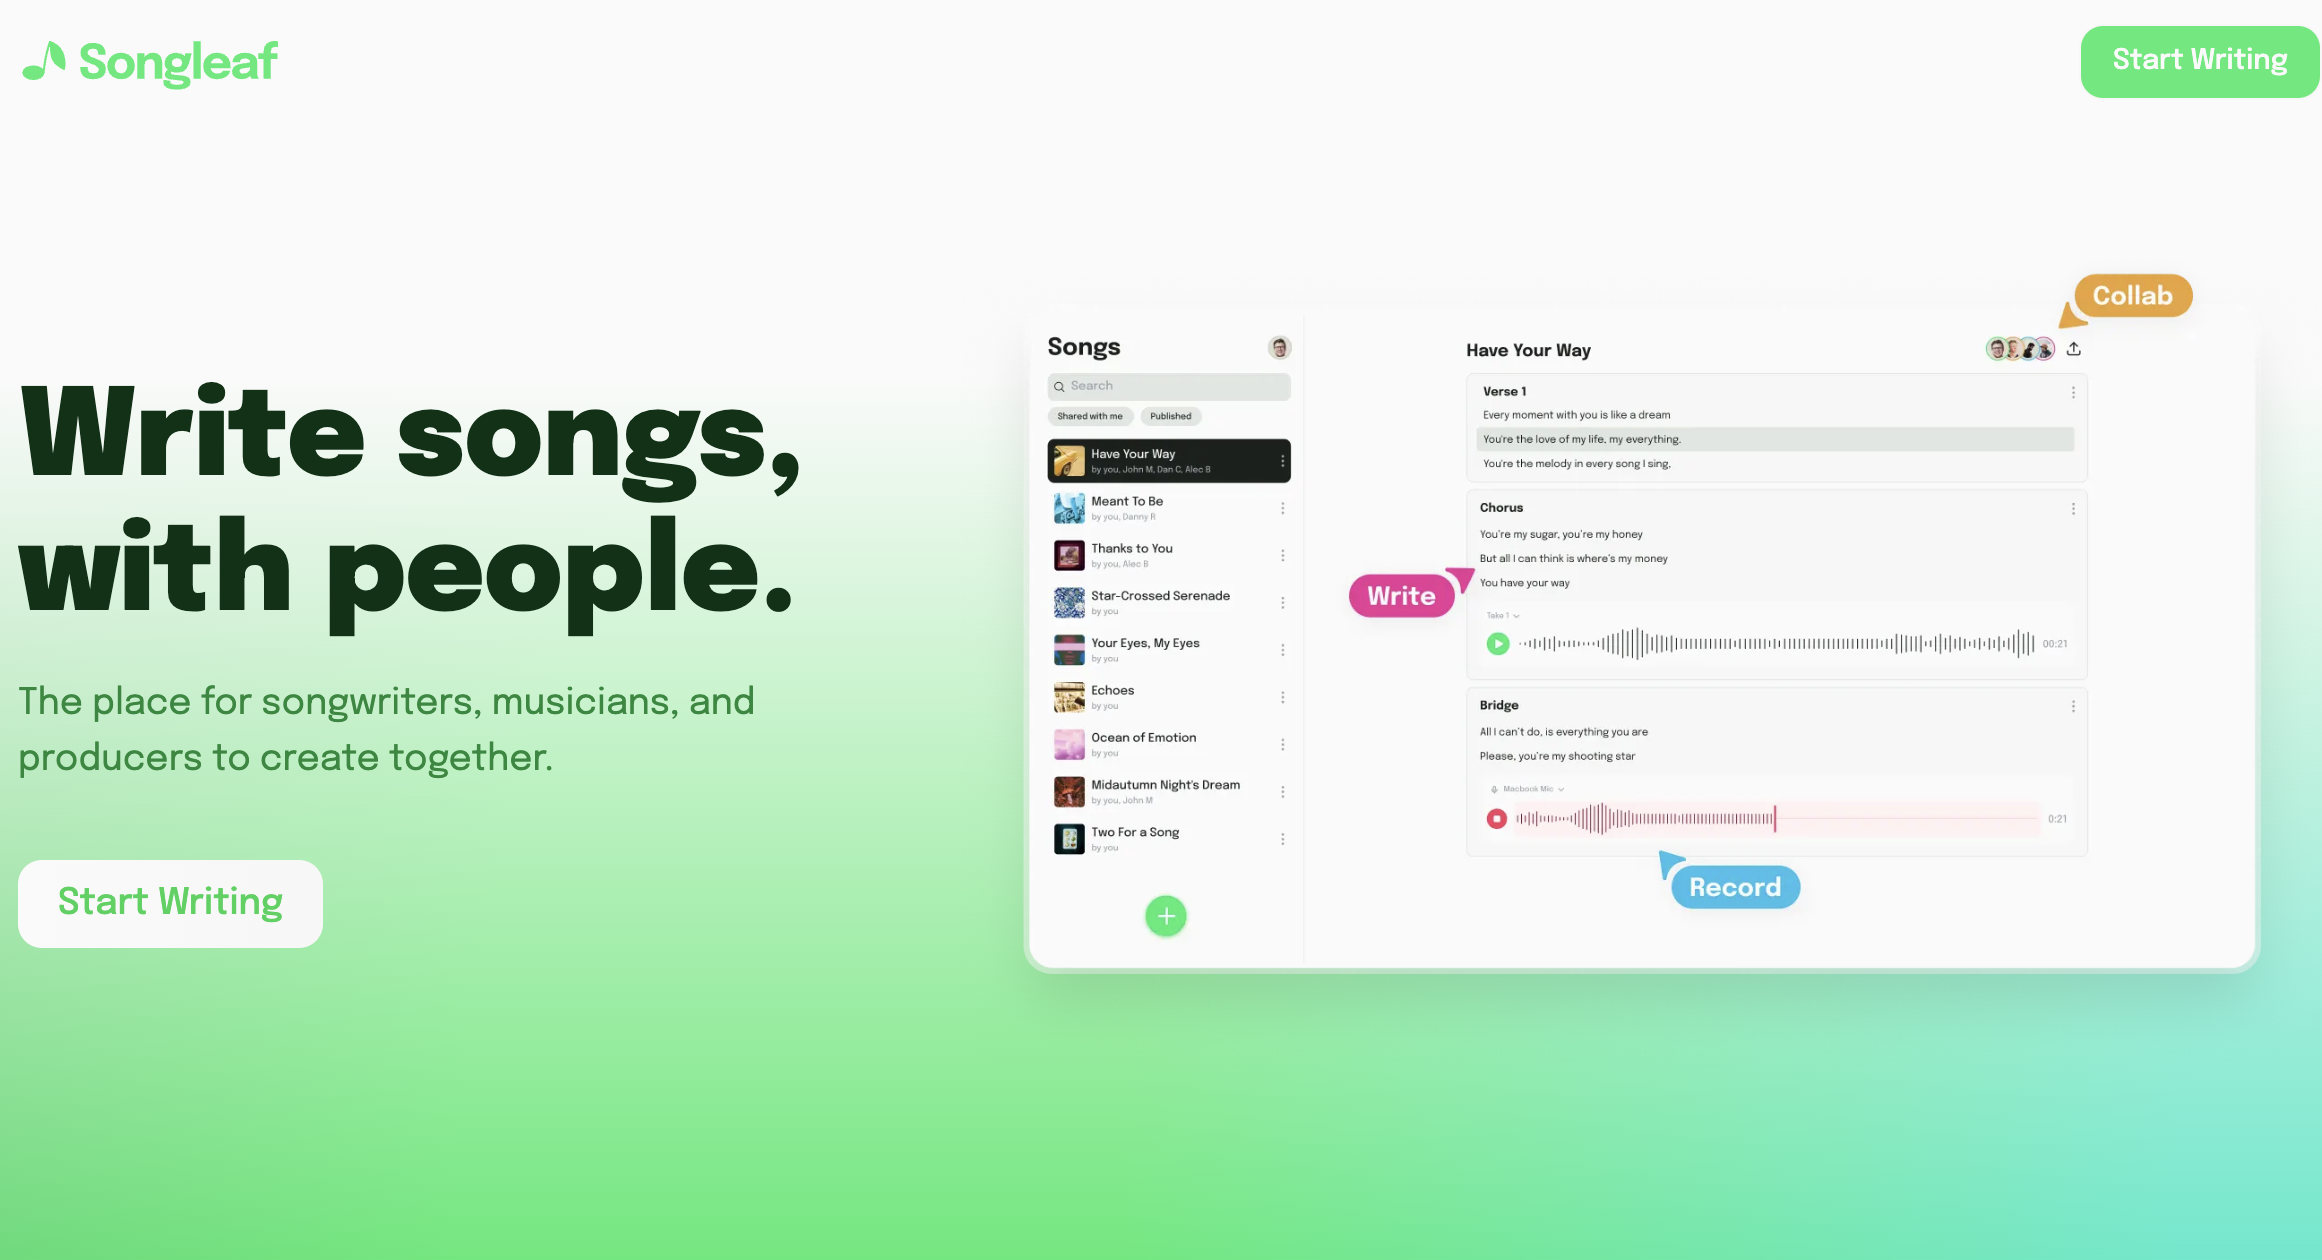 Songleaf
Start Writing
Write songs,
with people.
The place for songwriters, musicians, and
producers to create together.
Start Writing
Songs
Search
Shared with me
Published
Have Your Way
by you, John M, Dan C, Alec B
Meant To Be
by you, Danny R
Thanks to You
by you, Alec B
Star-Crossed Serenade
by you
Your Eyes, My Eyes
by you
Echoes
by you
Ocean of Emotion
by you
Midautumn Night's Dream
by you, John M
Two For a Song
by you
Collab
Have Your Way
Verse 1
Every moment with you is like a dream
You're the love of my life, my everything.
You're the melody in every song I sing,
Chorus
You're my sugar, you're my honey
But all I can think is where's my money
You have your way
Write
Take 1
00:21
Bridge
All I can't do, is everything you are
Please, you're my shooting star
Macbook Mic
0:21
Record